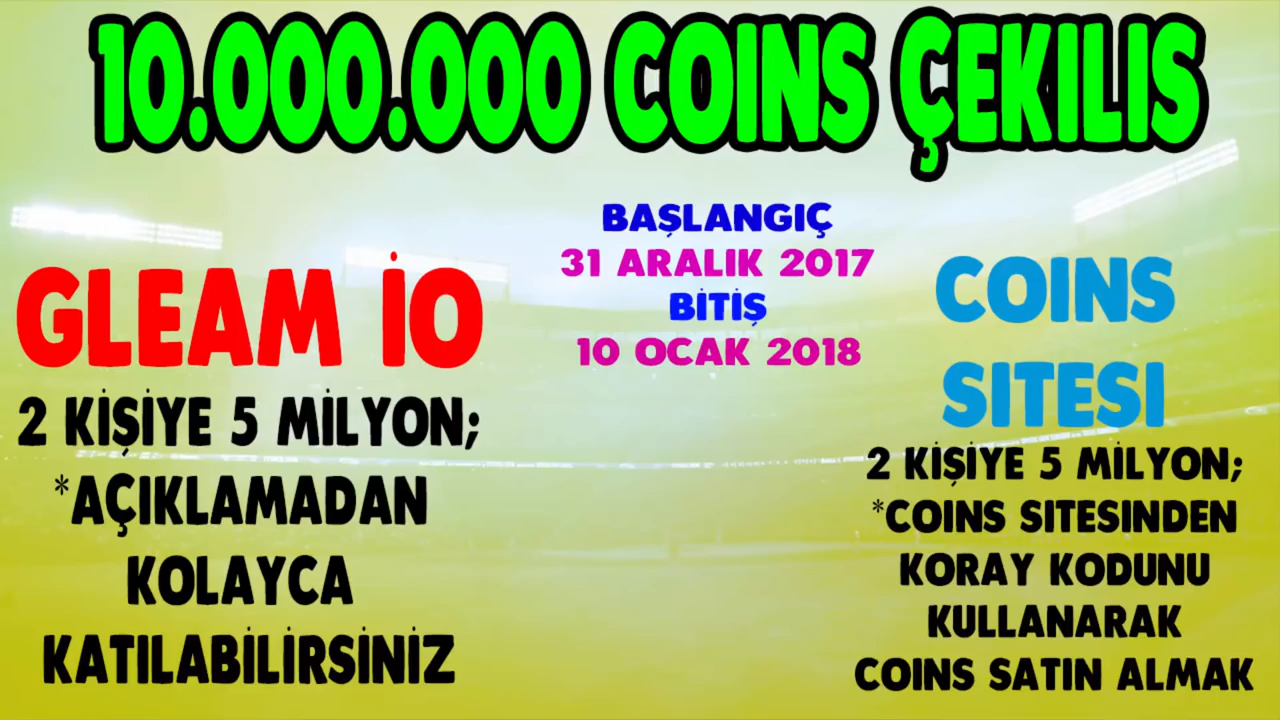 10.000.000 COINS ÇEKILIS
BAŞLANGIÇ
31 ARALIK 2017
BİTİŞ
10 OCAK 2018
GLEAM İO
2 KİŞİYE 5 MİLYON;
*AÇIKLAMADAN
KOLAYCA
KATILABİLİRSİNİZ
COINS
SITESI
2 KİŞİYE 5 MİLYON;
*COINS SITESINDEN
KORAY KODUNU
KULLANARAK
COINS SATIN ALMAK